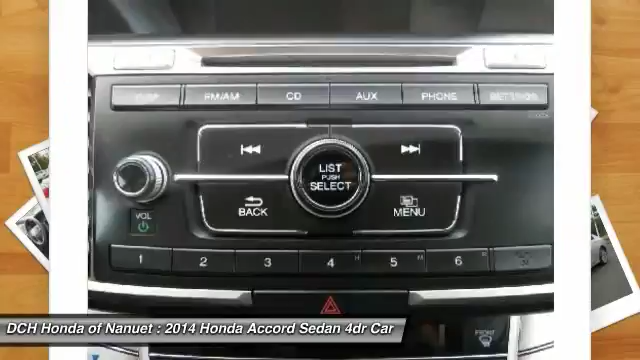 FM/AM CD AUX PHONE SETTINGS
LIST
PUSH
SELECT
BACK MENU
VOL
1 2 3 4 5 6
DCH Honda of Nanuet : 2014 Honda Accord Sedan 4dr Car
FRONT